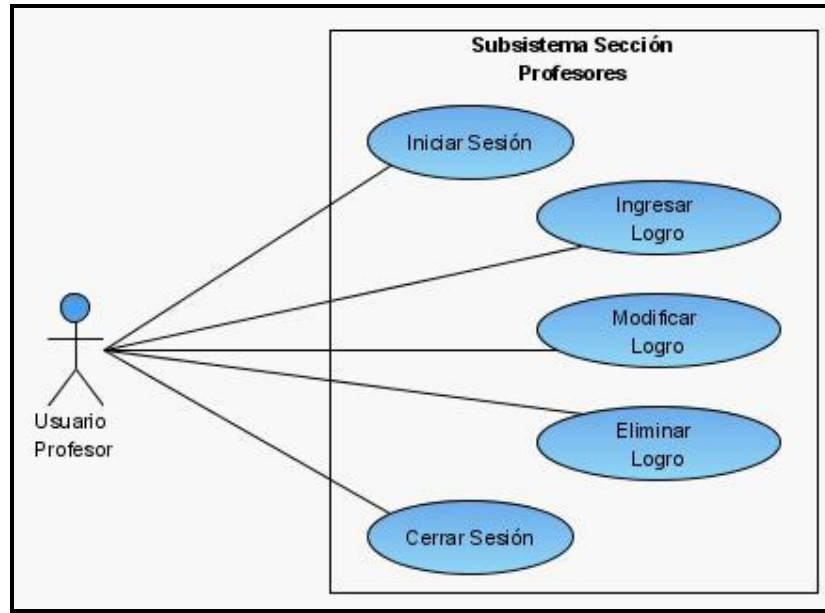 Subsistema Sección
Profesores
Iniciar Sesión
Ingresar
Logro
Modificar
Logro
Usuario
Profesor
Eliminar
Logro
Cerrar Sesión